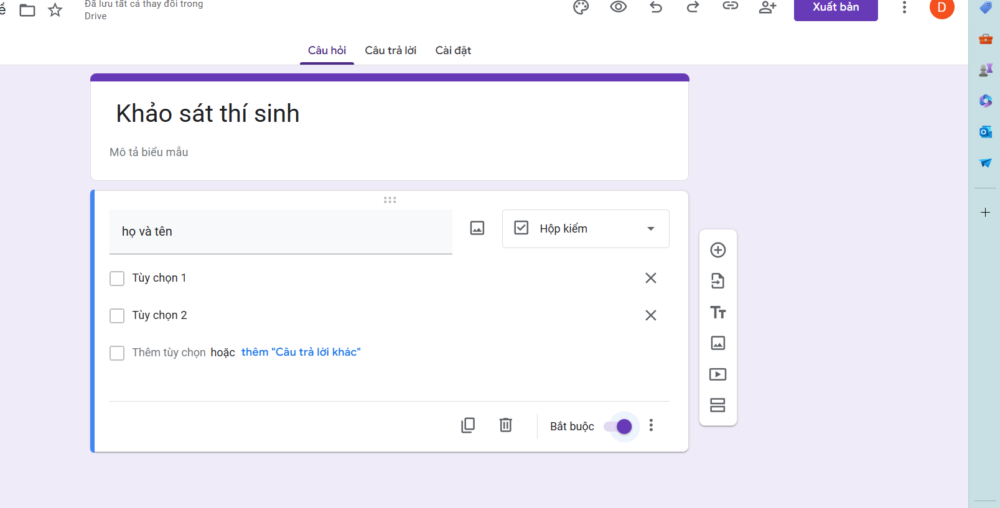 Đã lưu tất cả thay đổi trong
Drive
Xuất bản
D
Câu hỏi
Câu trả lời
Cài đặt
Khảo sát thí sinh
Mô tả biểu mẫu
họ và tên
Hộp kiểm
Tùy chọn 1
Tùy chọn 2
Thêm tùy chọn hoặc thêm "Câu trả lời khác"
Bắt buộc